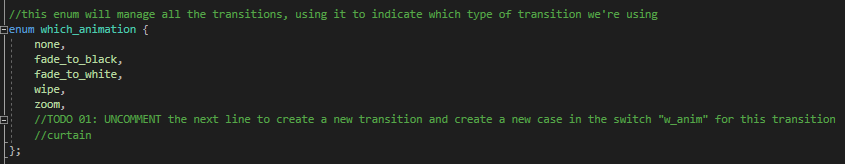 //this enum will manage all the transitions, using it to indicate which type of transition we're using
enum which_animation {
none,
fade_to_black,
fade_to_white,
wipe,
zoom,
//TODO 01: UNCOMMENT the next line to create a new transition and create a new case in the switch "w_anim" for this transition
//curtain
};